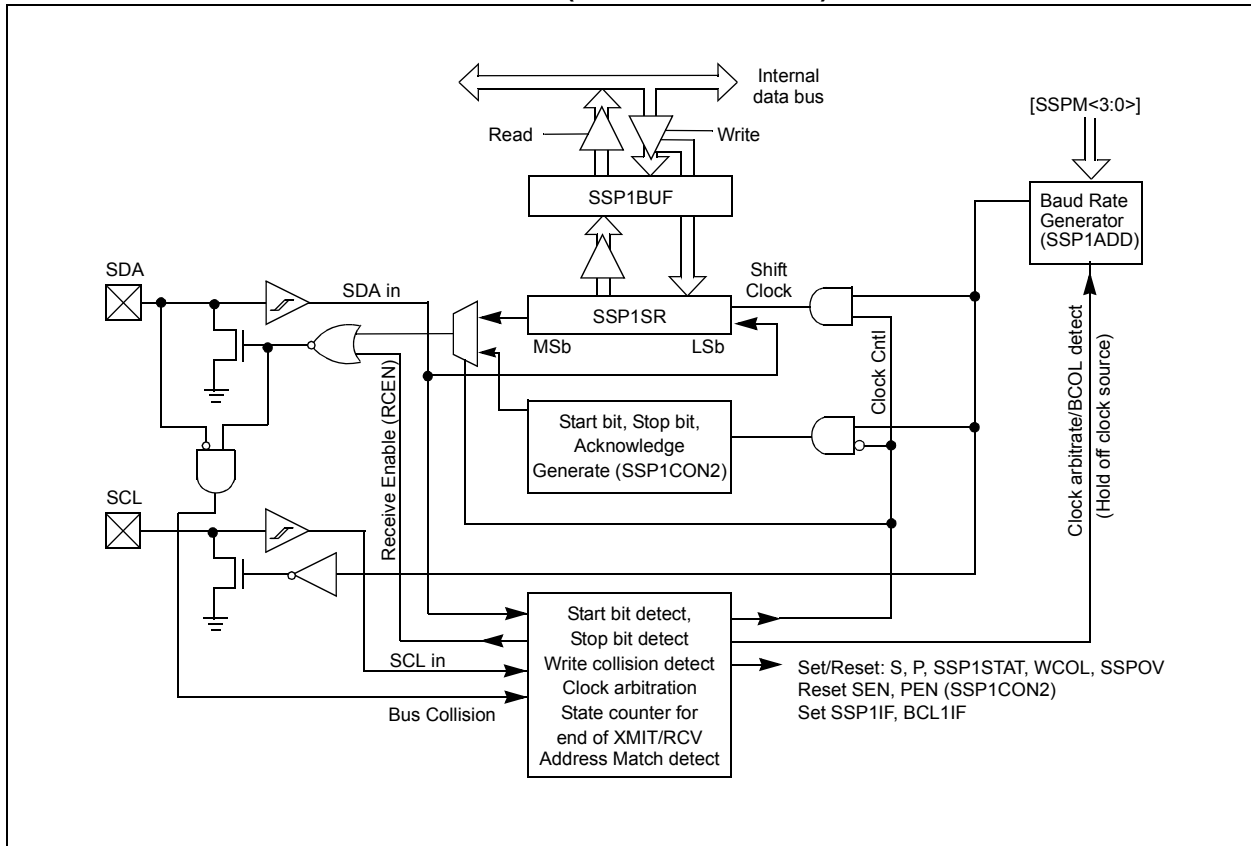 Internal
data bus
[SSPM<3:0>]
Read
Write
SSP1BUF
Baud Rate
Generator
(SSP1ADD)
SDA
SDA in
Shift
Clock
SSP1SR
MSb
LSb
Receive Enable (RCEN)
Start bit, Stop bit,
Acknowledge
Generate (SSP1CON2)
Clock Cntl
Clock arbitrate/BCOL detect
(Hold off clock source)
SCL
SCL in
Bus Collision
Start bit detect,
Stop bit detect
Write collision detect
Clock arbitration
State counter for
end of XMIT/RCV
Address Match detect
Set/Reset: S, P, SSP1STAT, WCOL, SSPOV
Reset SEN, PEN (SSP1CON2)
Set SSP1IF, BCL1IF